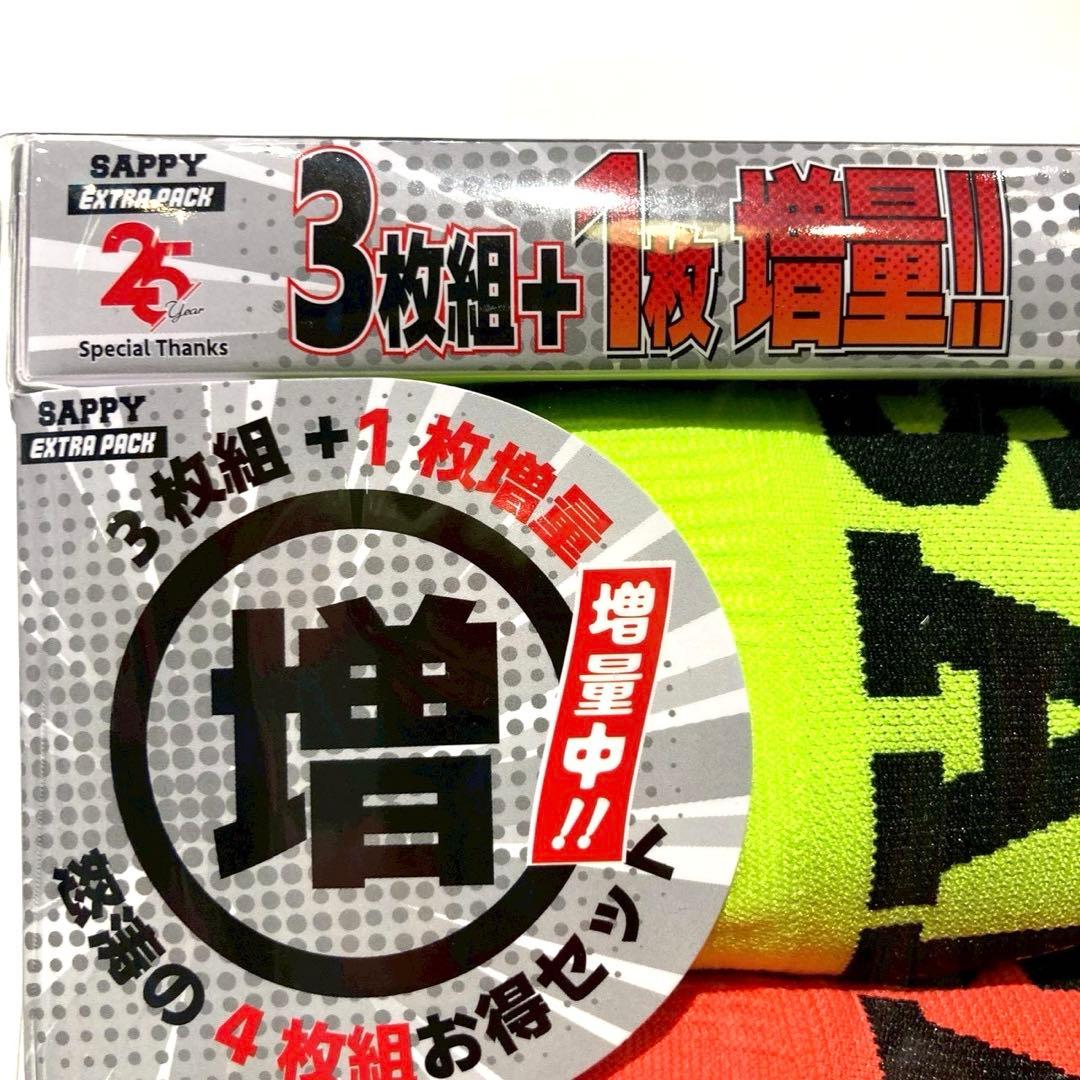 SAPPY
EXTRA PACK
25
Year
Special Thanks
3枚組+1枚増量!!
SAPPY
EXTRA PACK
3枚組+1枚増量
増
増量中!!
怒濤の
4枚組お得セット